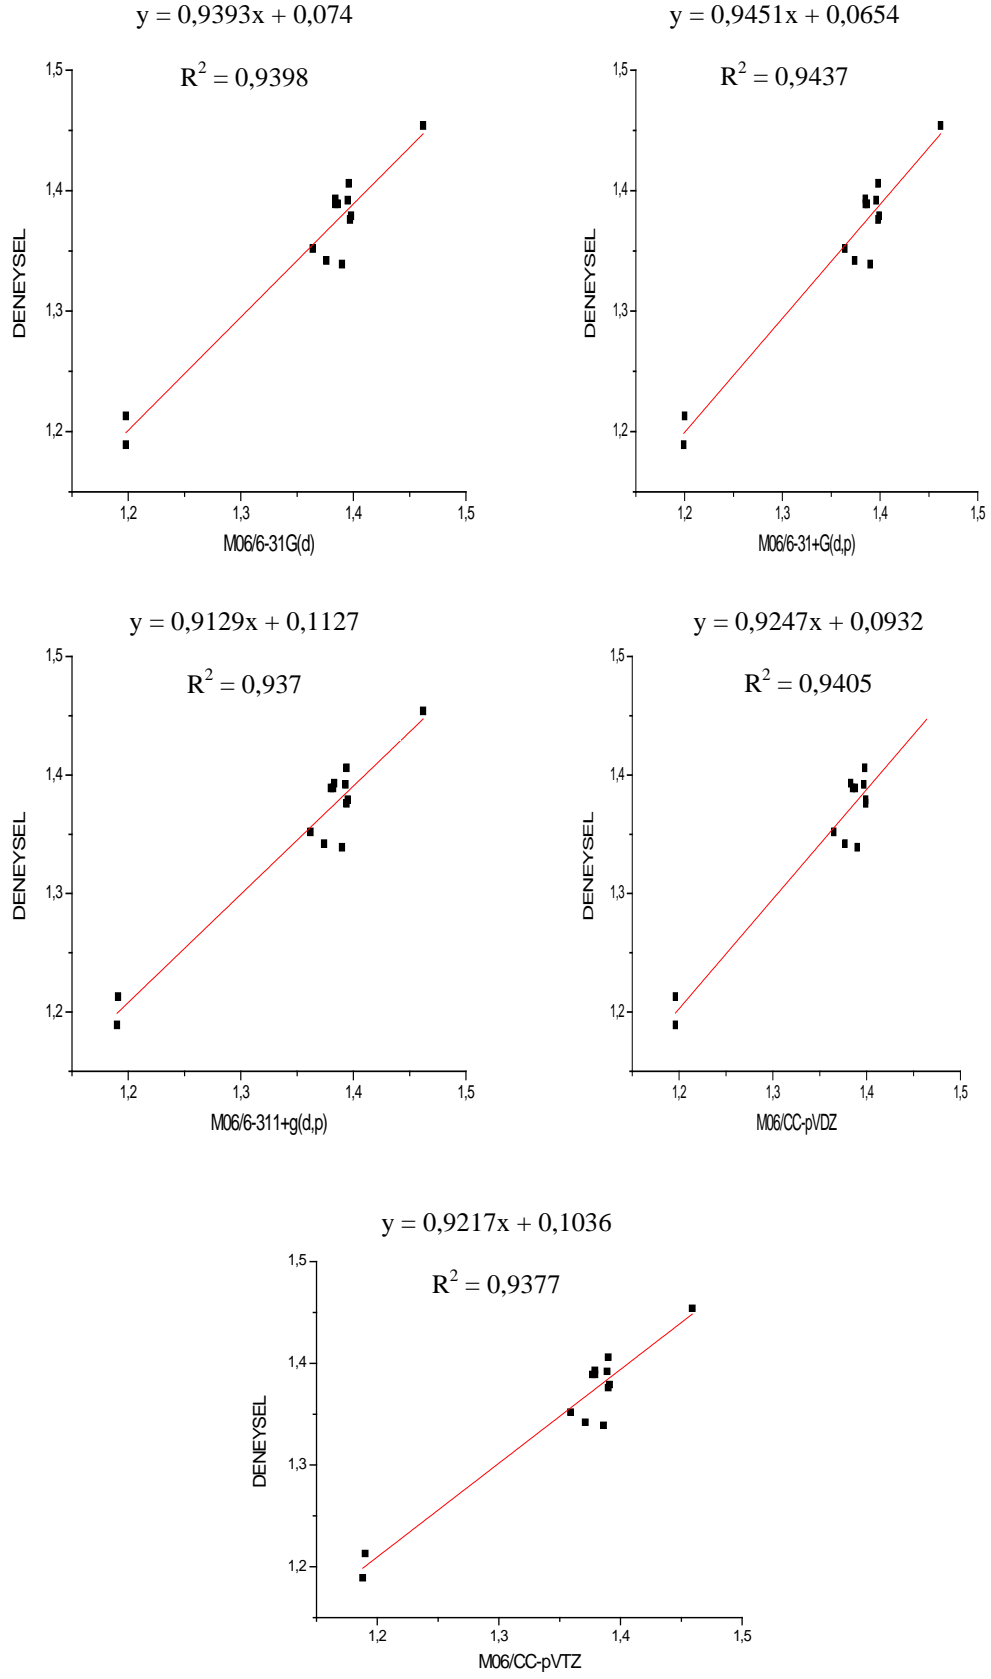 y = 0,9393x + 0,074
y = 0,9451x + 0,0654
R² = 0,9398
R² = 0,9437
1,5
1,4
1,3
1,2
DENEYSEL
1,2 1,3 1,4 1,5
M06/6-31G(d)
1,5
1,4
1,3
1,2
DENEYSEL
1,2 1,3 1,4 1,5
M06/6-31+G(d,p)
y = 0,9129x + 0,1127
y = 0,9247x + 0,0932
R² = 0,937
R² = 0,9405
1,5
1,4
1,3
1,2
DENEYSEL
1,2 1,3 1,4 1,5
M06/6-311+g(d,p)
1,5
1,4
1,3
1,2
DENEYSEL
1,2 1,3 1,4 1,5
M06/CC-pVDZ
y = 0,9217x + 0,1036
R² = 0,9377
1,5
1,4
1,3
1,2
DENEYSEL
1,2 1,3 1,4 1,5
M06/CC-pVTZ